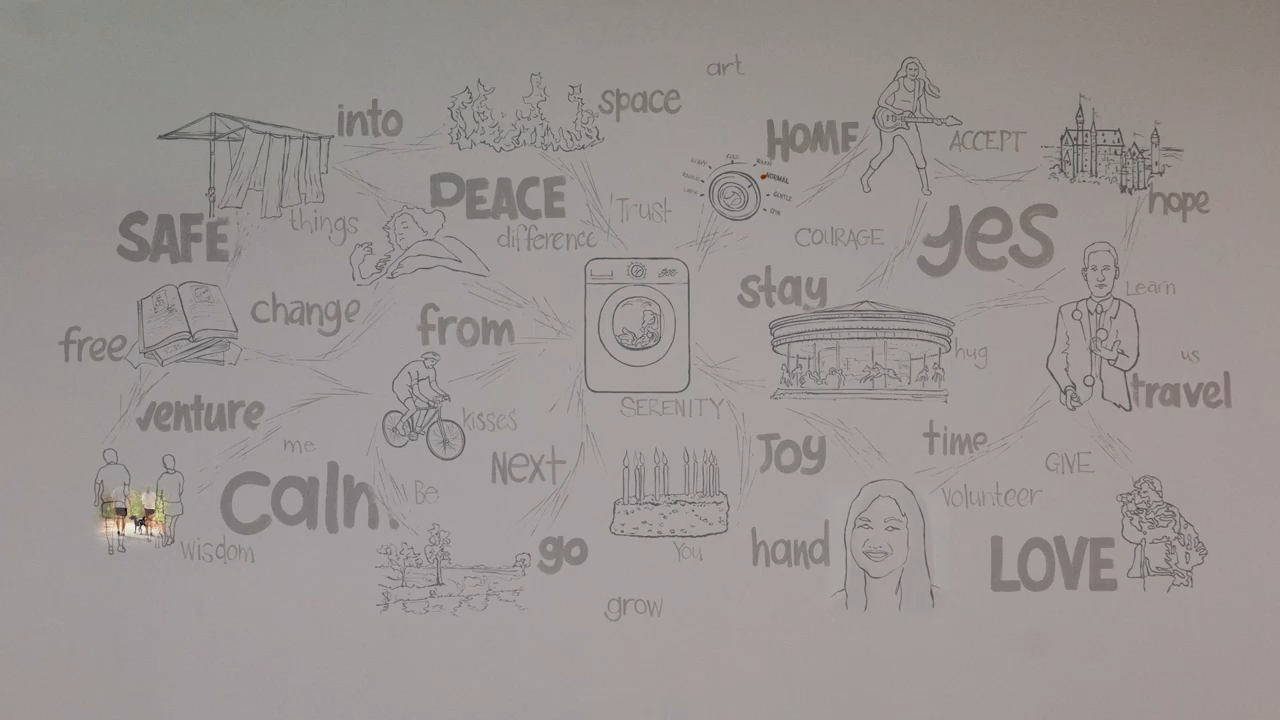 art
into
space
HOME
ACCEPT
NORMAL
GENTLE
PEACE
Trust
hope
SAFE
things
difference
COURAGE
yes
stay
Learn
change
from
free
hug
us
travel
SERENITY
venture
kisses
me
Next
Joy
time
GIVE
calm
Be
Volunteer
wisdom
go
You
hand
LOVE
grow